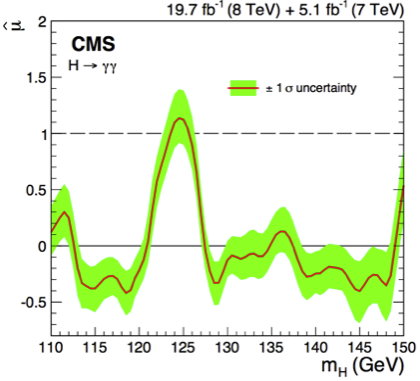 19.7 fb⁻¹ (8 TeV) + 5.1 fb⁻¹ (7 TeV)
μ̂
2
CMS
H → γγ
1.5
± 1 σ uncertainty
1
0.5
0
-0.5
110 115 120 125 130 135 140 145 150
m_H (GeV)